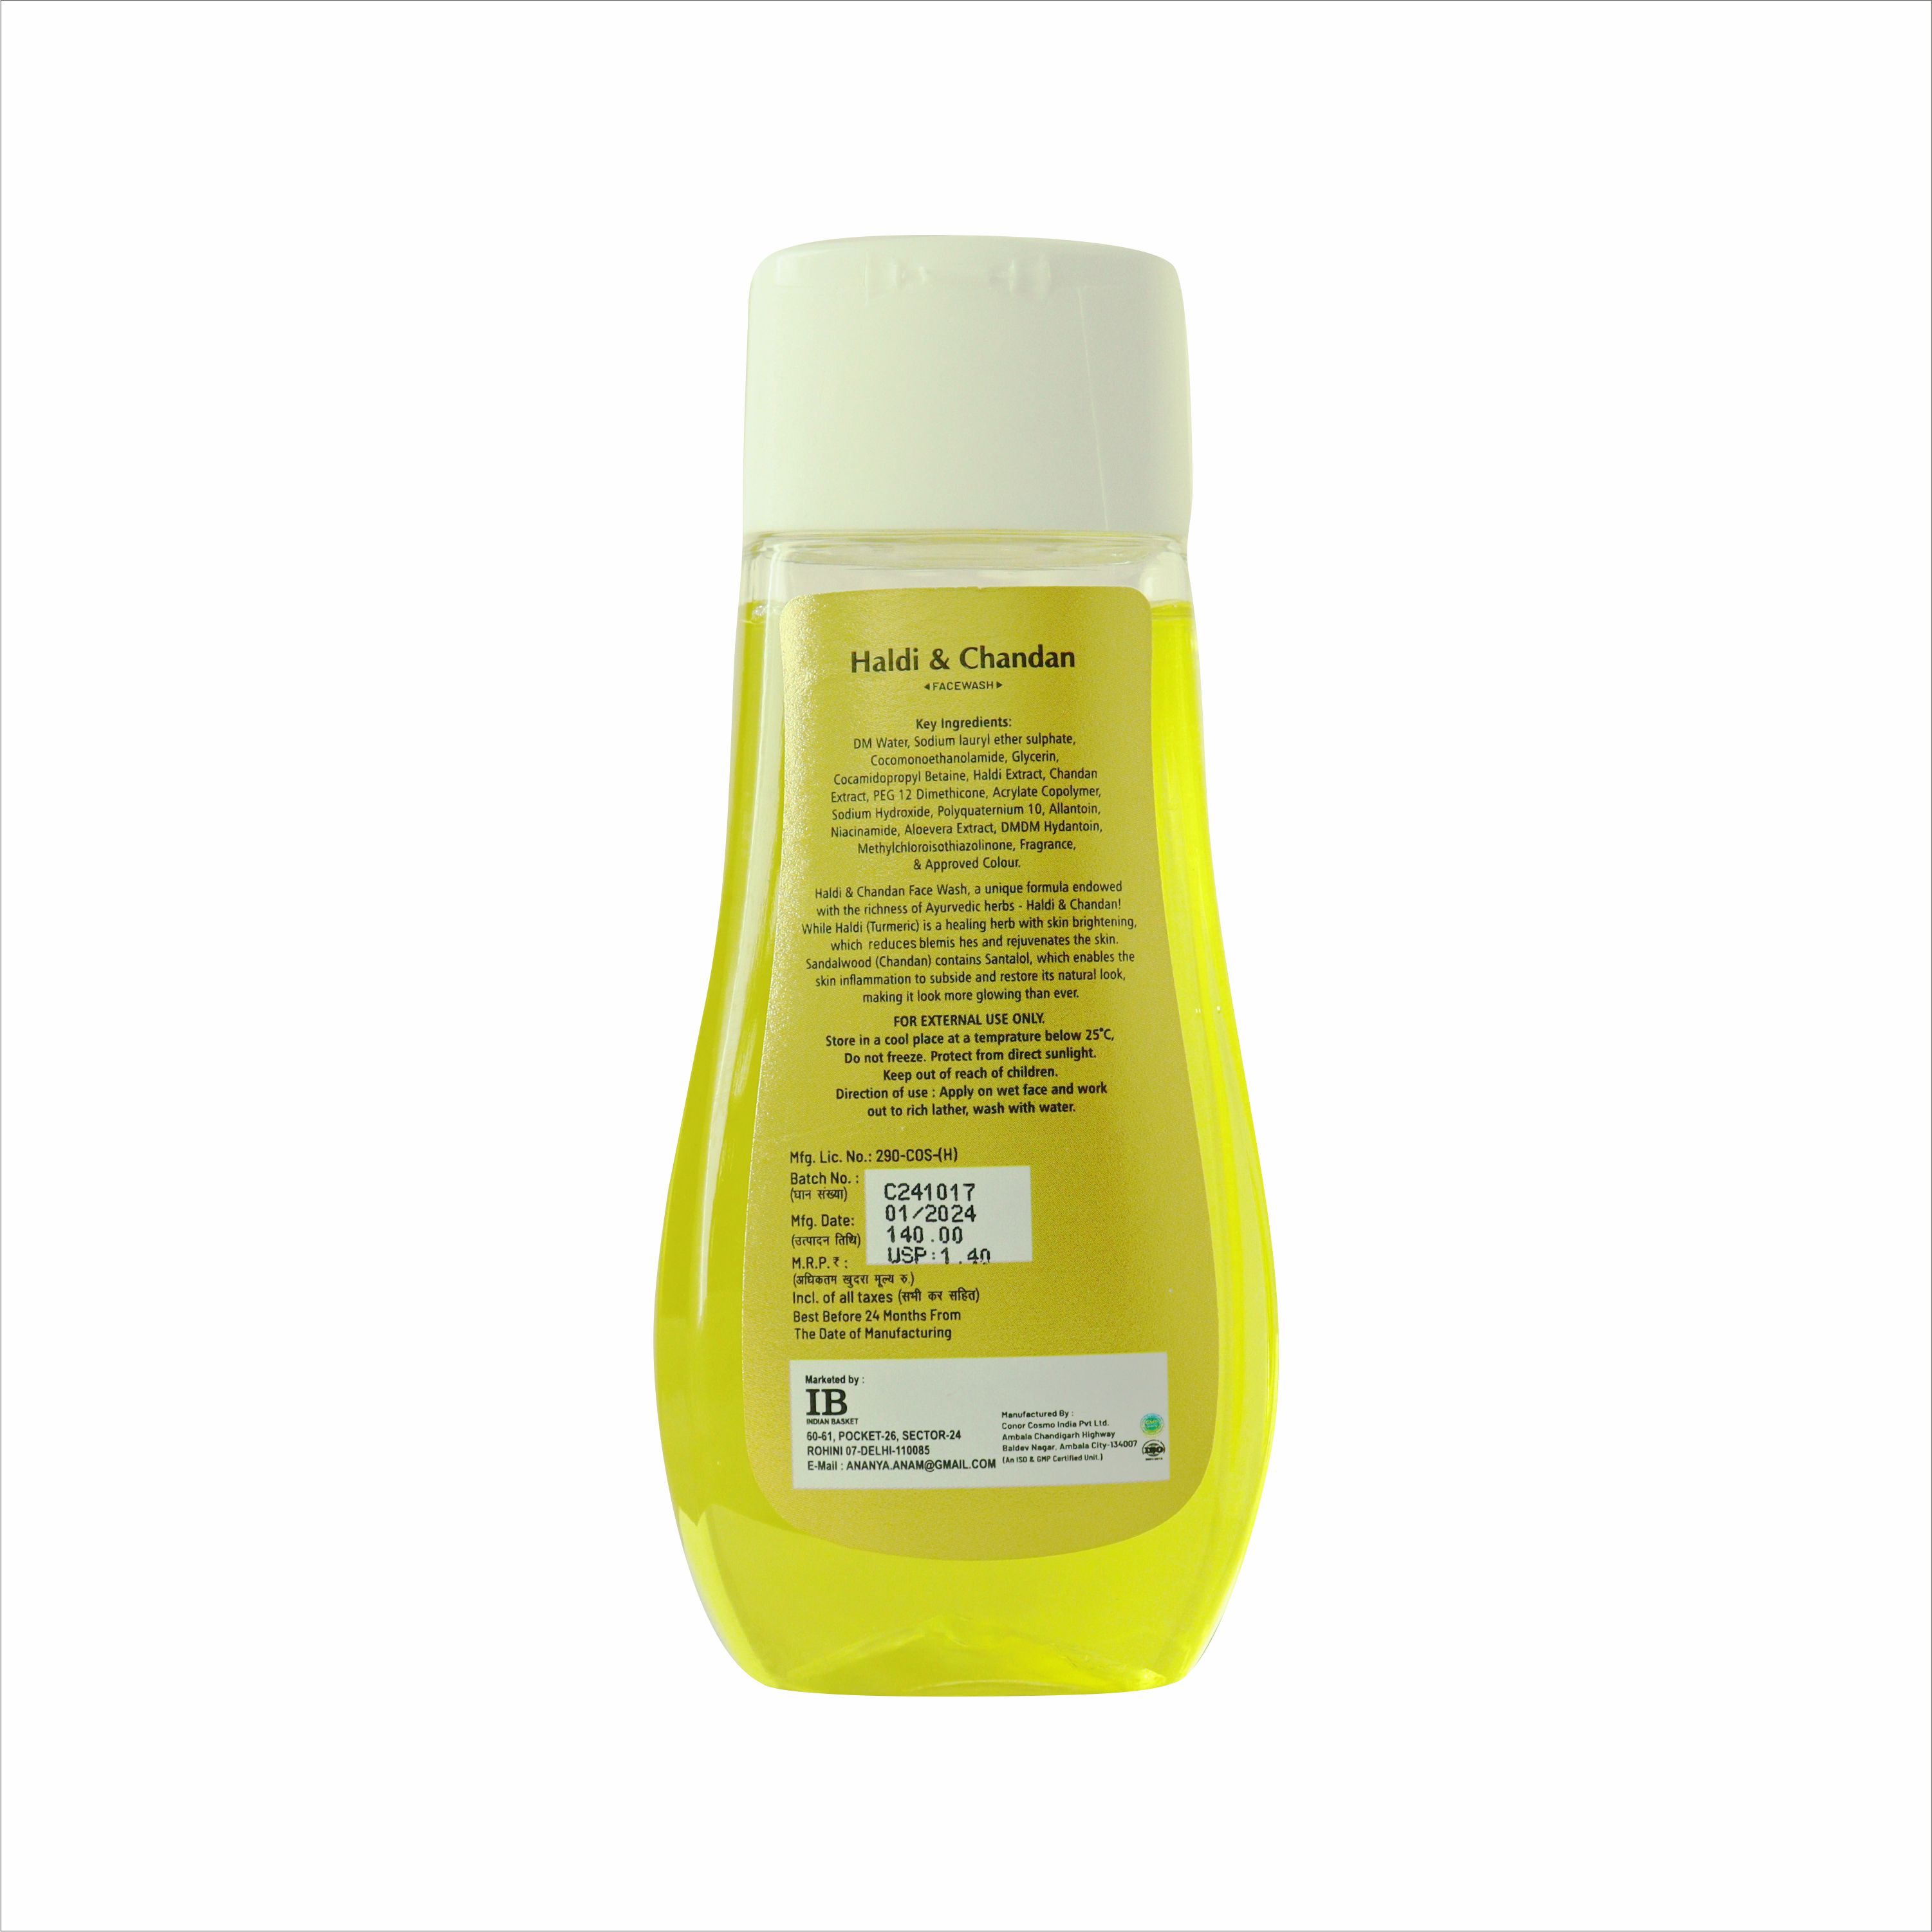 Haldi & Chandan
FACEWASH
Key Ingredients:
DM Water, Sodium lauryl ether sulphate,
Cocomonoethanolamide, Glycerin,
Cocamidopropyl Betaine, Haldi Extract, Chandan
Extract, PEG 12 Dimethicone, Acrylate Copolymer,
Sodium Hydroxide, Polyquaternium 10, Allantoin,
Niacinamide, Aloevera Extract, DMDM Hydantoin,
Methylchloroisothiazolinone, Fragrance,
& Approved Colour.
Haldi & Chandan Face Wash, a unique formula endowed
with the richness of Ayurvedic herbs - Haldi & Chandan!
While Haldi (Turmeric) is a healing herb with skin brightening,
which reduces blemis hes and rejuvenates the skin.
Sandalwood (Chandan) contains Santalol, which enables the
skin inflammation to subside and restore its natural look,
making it look more glowing than ever.
FOR EXTERNAL USE ONLY.
Store in a cool place at a temprature below 25°C,
Do not freeze. Protect from direct sunlight.
Keep out of reach of children.
Direction of use : Apply on wet face and work
out to rich lather, wash with water.
Mfg. Lic. No.: 290-COS-(H)
Batch No. :
(घान संख्या)
C241017
Mfg. Date:
01/2024
(उत्पादन तिथि)
140.00
M.R.P. ₹ :
USP:1.40
(अधिकतम खुदरा मूल्य रु.)
Incl. of all taxes (सभी कर सहित)
Best Before 24 Months From
The Date of Manufacturing
Marketed by :
IB
INDIAN BASKET
60-61, POCKET-26, SECTOR-24
ROHINI 07-DELHI-110085
E-Mail : ANANYA.ANAM@GMAIL.COM
Manufactured By :
Conor Cosmo India Pvt Ltd.
Ambala Chandigarh Highway
Baldev Nagar, Ambala City-134007
(An ISO & GMP Certified Unit.)
ISO